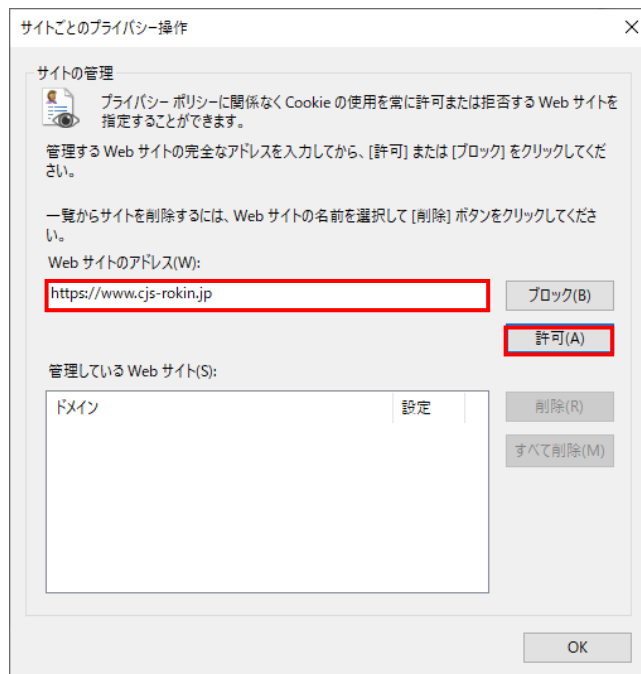 サイトごとのプライバシー操作
サイトの管理
プライバシー ポリシーに関係なく Cookie の使用を常に許可または拒否する Web サイトを
指定することができます。
管理する Web サイトの完全なアドレスを入力してから、[許可] または [ブロック] をクリックしてくだ
さい。
一覧からサイトを削除するには、Web サイトの名前を選択して [削除] ボタンをクリックしてくださ
い。
Web サイトのアドレス(W):
https://www.cjs-rokin.jp
ブロック(B)
許可(A)
管理している Web サイト(S):
ドメイン 設定
削除(R)
すべて削除(M)
OK